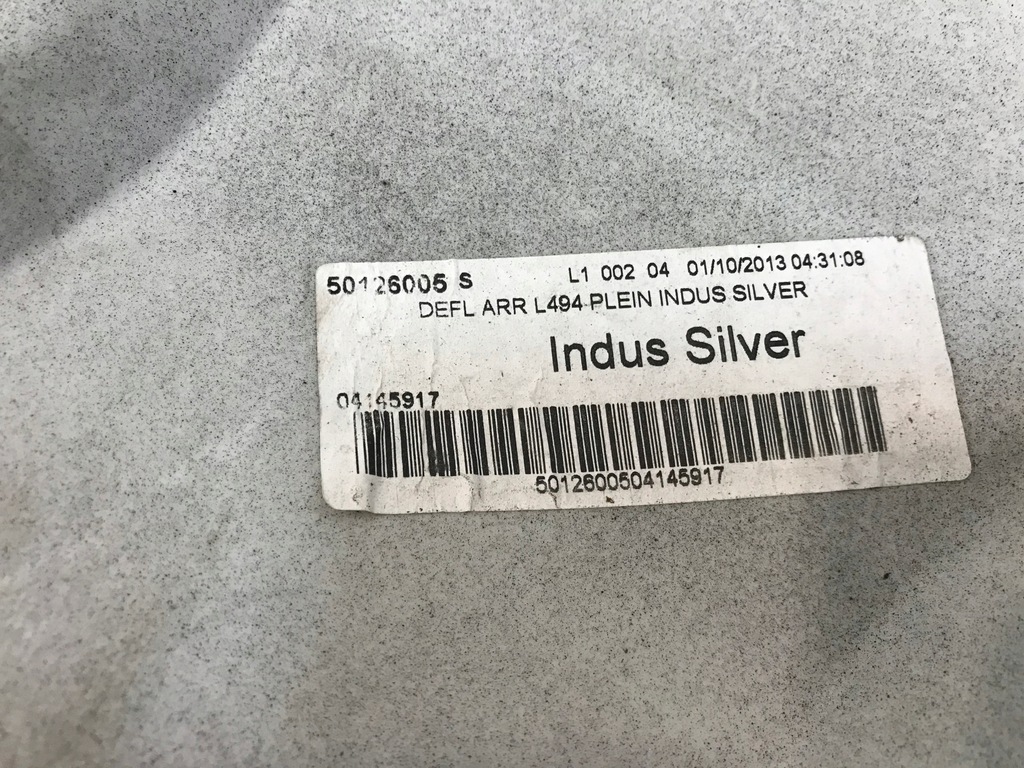 50126005 S L1 002 04 01/10/2013 04:31:08
DEFL ARR L494 PLEIN INDUS SILVER
Indus Silver
04145917
5012600504145917